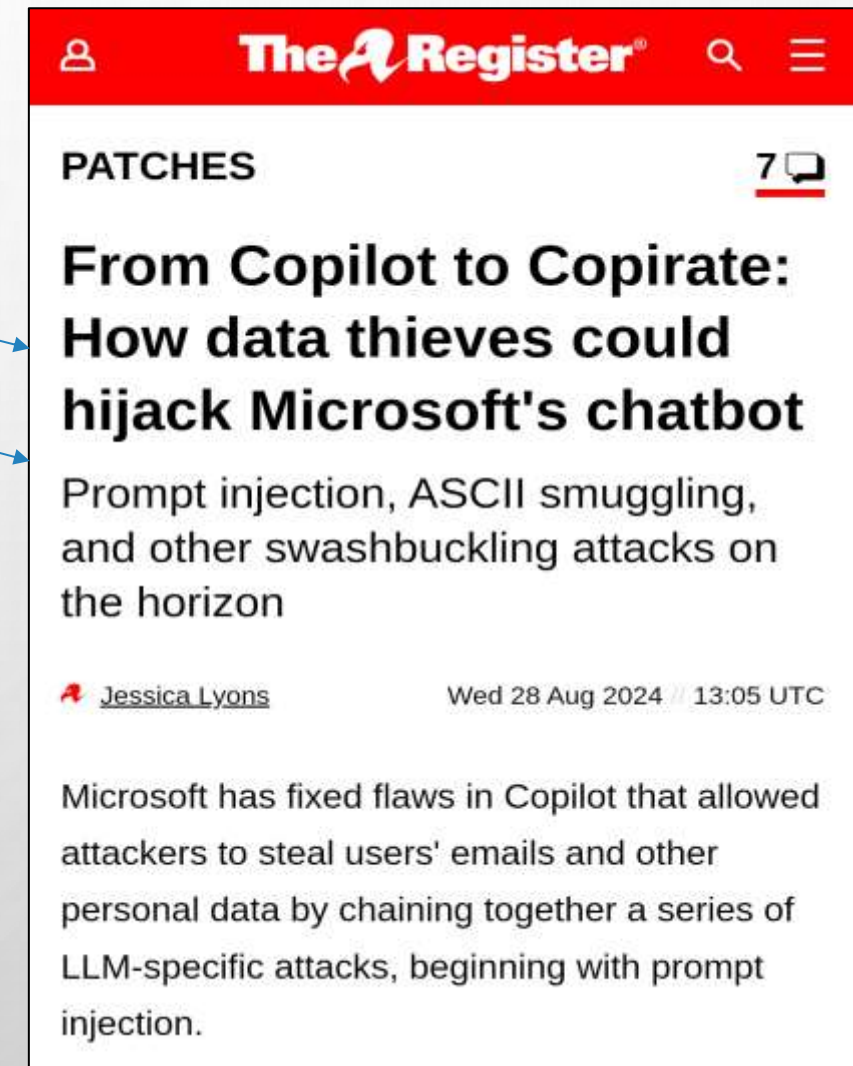 The Register®
PATCHES
7
From Copilot to Copirate:
How data thieves could
hijack Microsoft's chatbot
Prompt injection, ASCII smuggling,
and other swashbuckling attacks on
the horizon
Jessica Lyons Wed 28 Aug 2024 // 13:05 UTC
Microsoft has fixed flaws in Copilot that allowed
attackers to steal users' emails and other
personal data by chaining together a series of
LLM-specific attacks, beginning with prompt
injection.